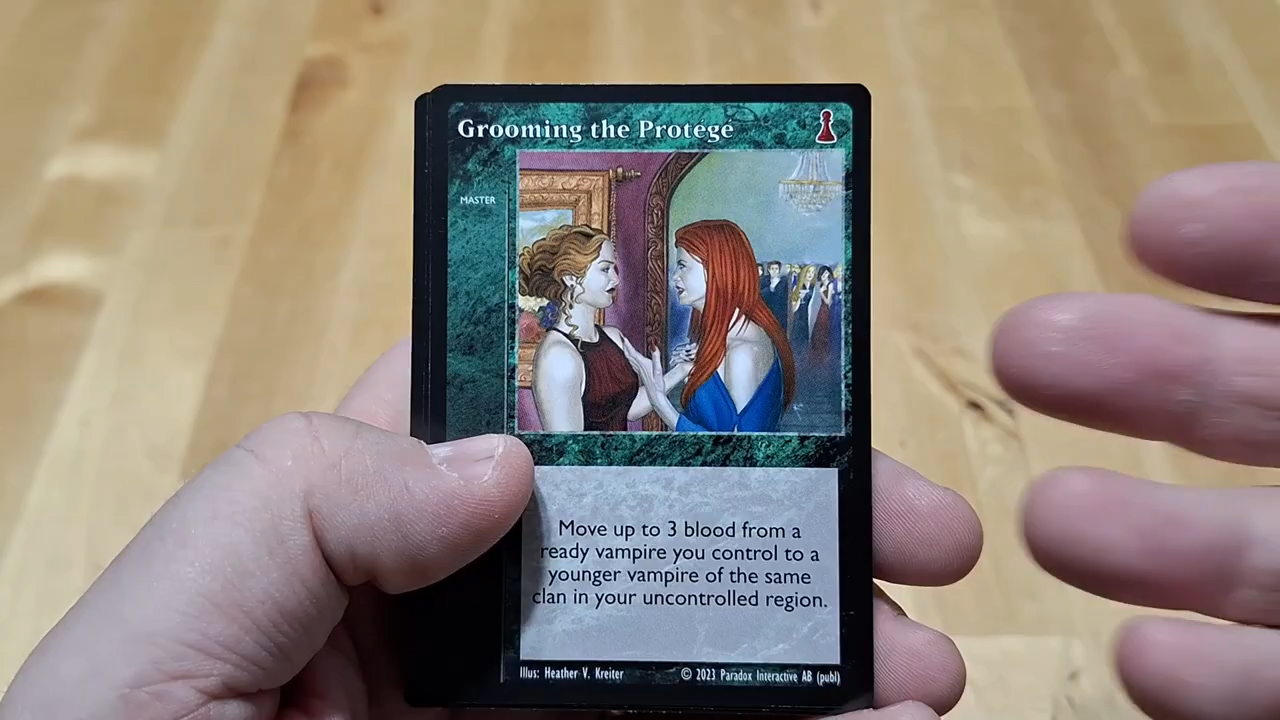 Grooming the Protégé
MASTER
Move up to 3 blood from a
ready vampire you control to a
younger vampire of the same
clan in your uncontrolled region.
Illus: Heather V. Kreiter
© 2023 Paradox Interactive AB (publ)